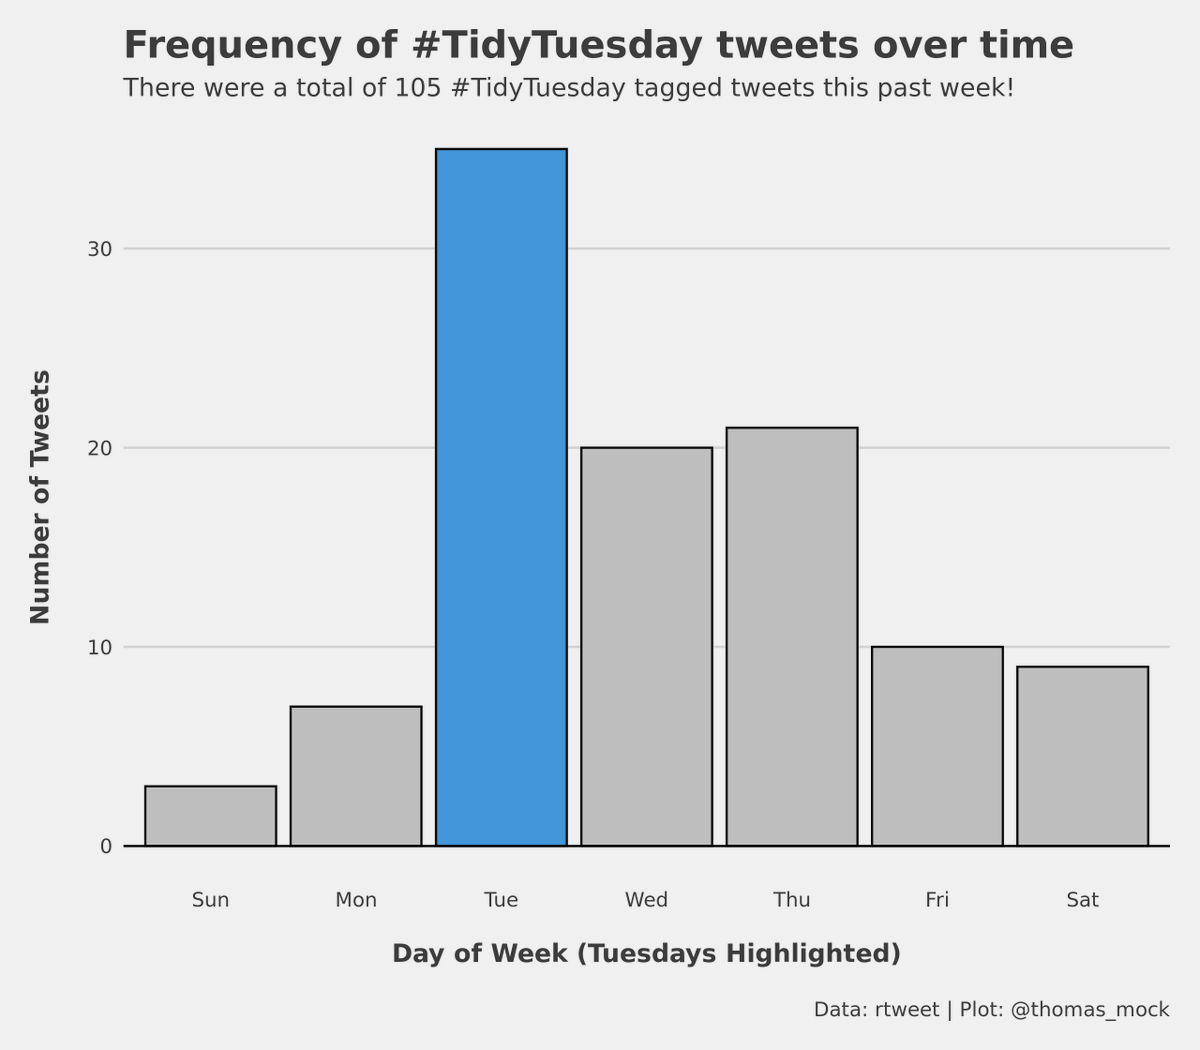 Frequency of #TidyTuesday tweets over time
There were a total of 105 #TidyTuesday tagged tweets this past week!
Number of Tweets
30
20
10
0
Sun Mon Tue Wed Thu Fri Sat
Day of Week (Tuesdays Highlighted)
Data: rtweet | Plot: @thomas_mock